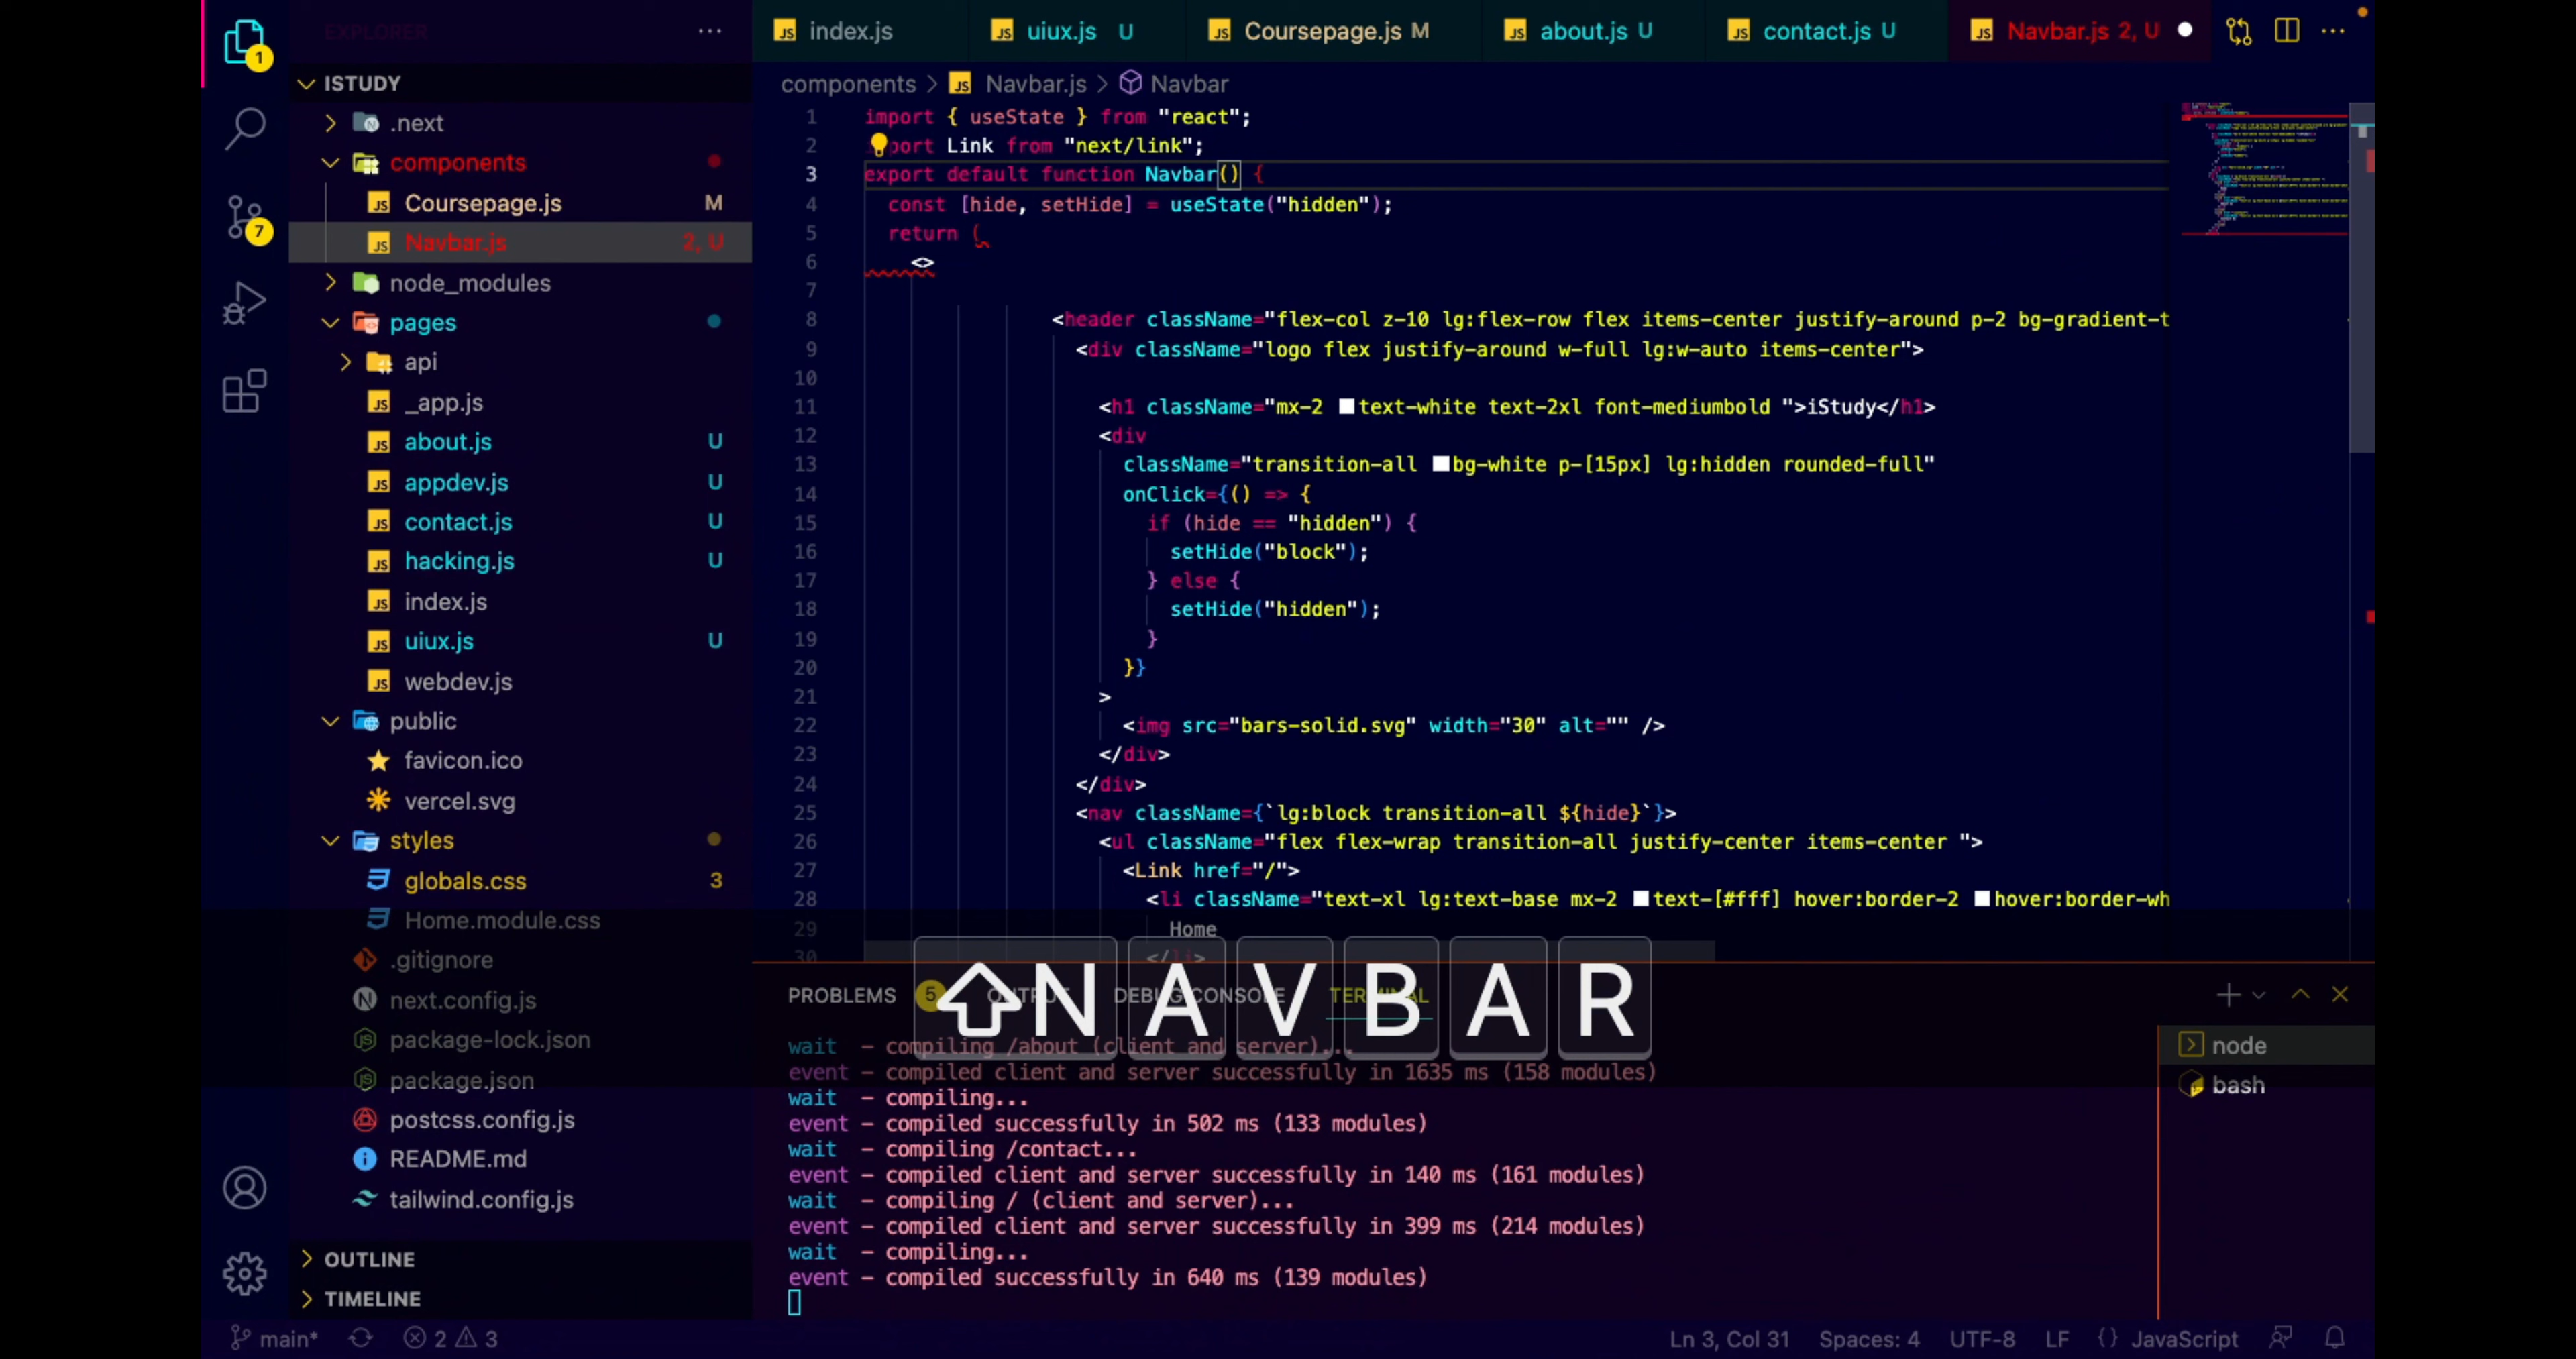 EXPLORER
index.js
uiux.js U
Coursepage.js M
about.js U
contact.js U
Navbar.js 2, U
1
7
ISTUDY
.next
components
Coursepage.js M
Navbar.js 2, U
node_modules
pages
api
_app.js
about.js U
appdev.js U
contact.js U
hacking.js U
index.js
uiux.js U
webdev.js
public
favicon.ico
vercel.svg
styles
globals.css 3
Home.module.css
.gitignore
next.config.js
package-lock.json
package.json
postcss.config.js
README.md
tailwind.config.js
OUTLINE
TIMELINE
components > JS Navbar.js > Navbar
1 import { useState } from "react";
2 port Link from "next/link";
3 export default function Navbar() {
4 const [hide, setHide] = useState("hidden");
5 return (
6 <>
7
8 <header className="flex-col z-10 lg:flex-row flex items-center justify-around p-2 bg-gradient-t
9 <div className="logo flex justify-around w-full lg:w-auto items-center">
10
11 <h1 className="mx-2 text-white text-2xl font-mediumbold ">iStudy</h1>
12 <div
13 className="transition-all bg-white p-[15px] lg:hidden rounded-full"
14 onClick={() => {
15 if (hide == "hidden") {
16 setHide("block");
17 } else {
18 setHide("hidden");
19 }
20 }}
21 >
22 <img src="bars-solid.svg" width="30" alt="" />
23 </div>
24 </div>
25 <nav className={`lg:block transition-all ${hide}`}>
26 <ul className="flex flex-wrap transition-all justify-center items-center ">
27 <Link href="/">
28 <li className="text-xl lg:text-base mx-2 text-[#fff] hover:border-2 hover:border-wh
29 Home
30 </li>
⇧N A V B A R
PROBLEMS 5 OUTPUT DEBUG CONSOLE TERMINAL
wait - compiling /about (client and server)...
event - compiled client and server successfully in 1635 ms (158 modules)
wait - compiling...
event - compiled successfully in 502 ms (133 modules)
wait - compiling /contact...
event - compiled client and server successfully in 140 ms (161 modules)
wait - compiling / (client and server)...
event - compiled client and server successfully in 399 ms (214 modules)
wait - compiling...
event - compiled successfully in 640 ms (139 modules)
node
bash
main* 2 3
Ln 3, Col 31 Spaces: 4 UTF-8 LF {} JavaScript